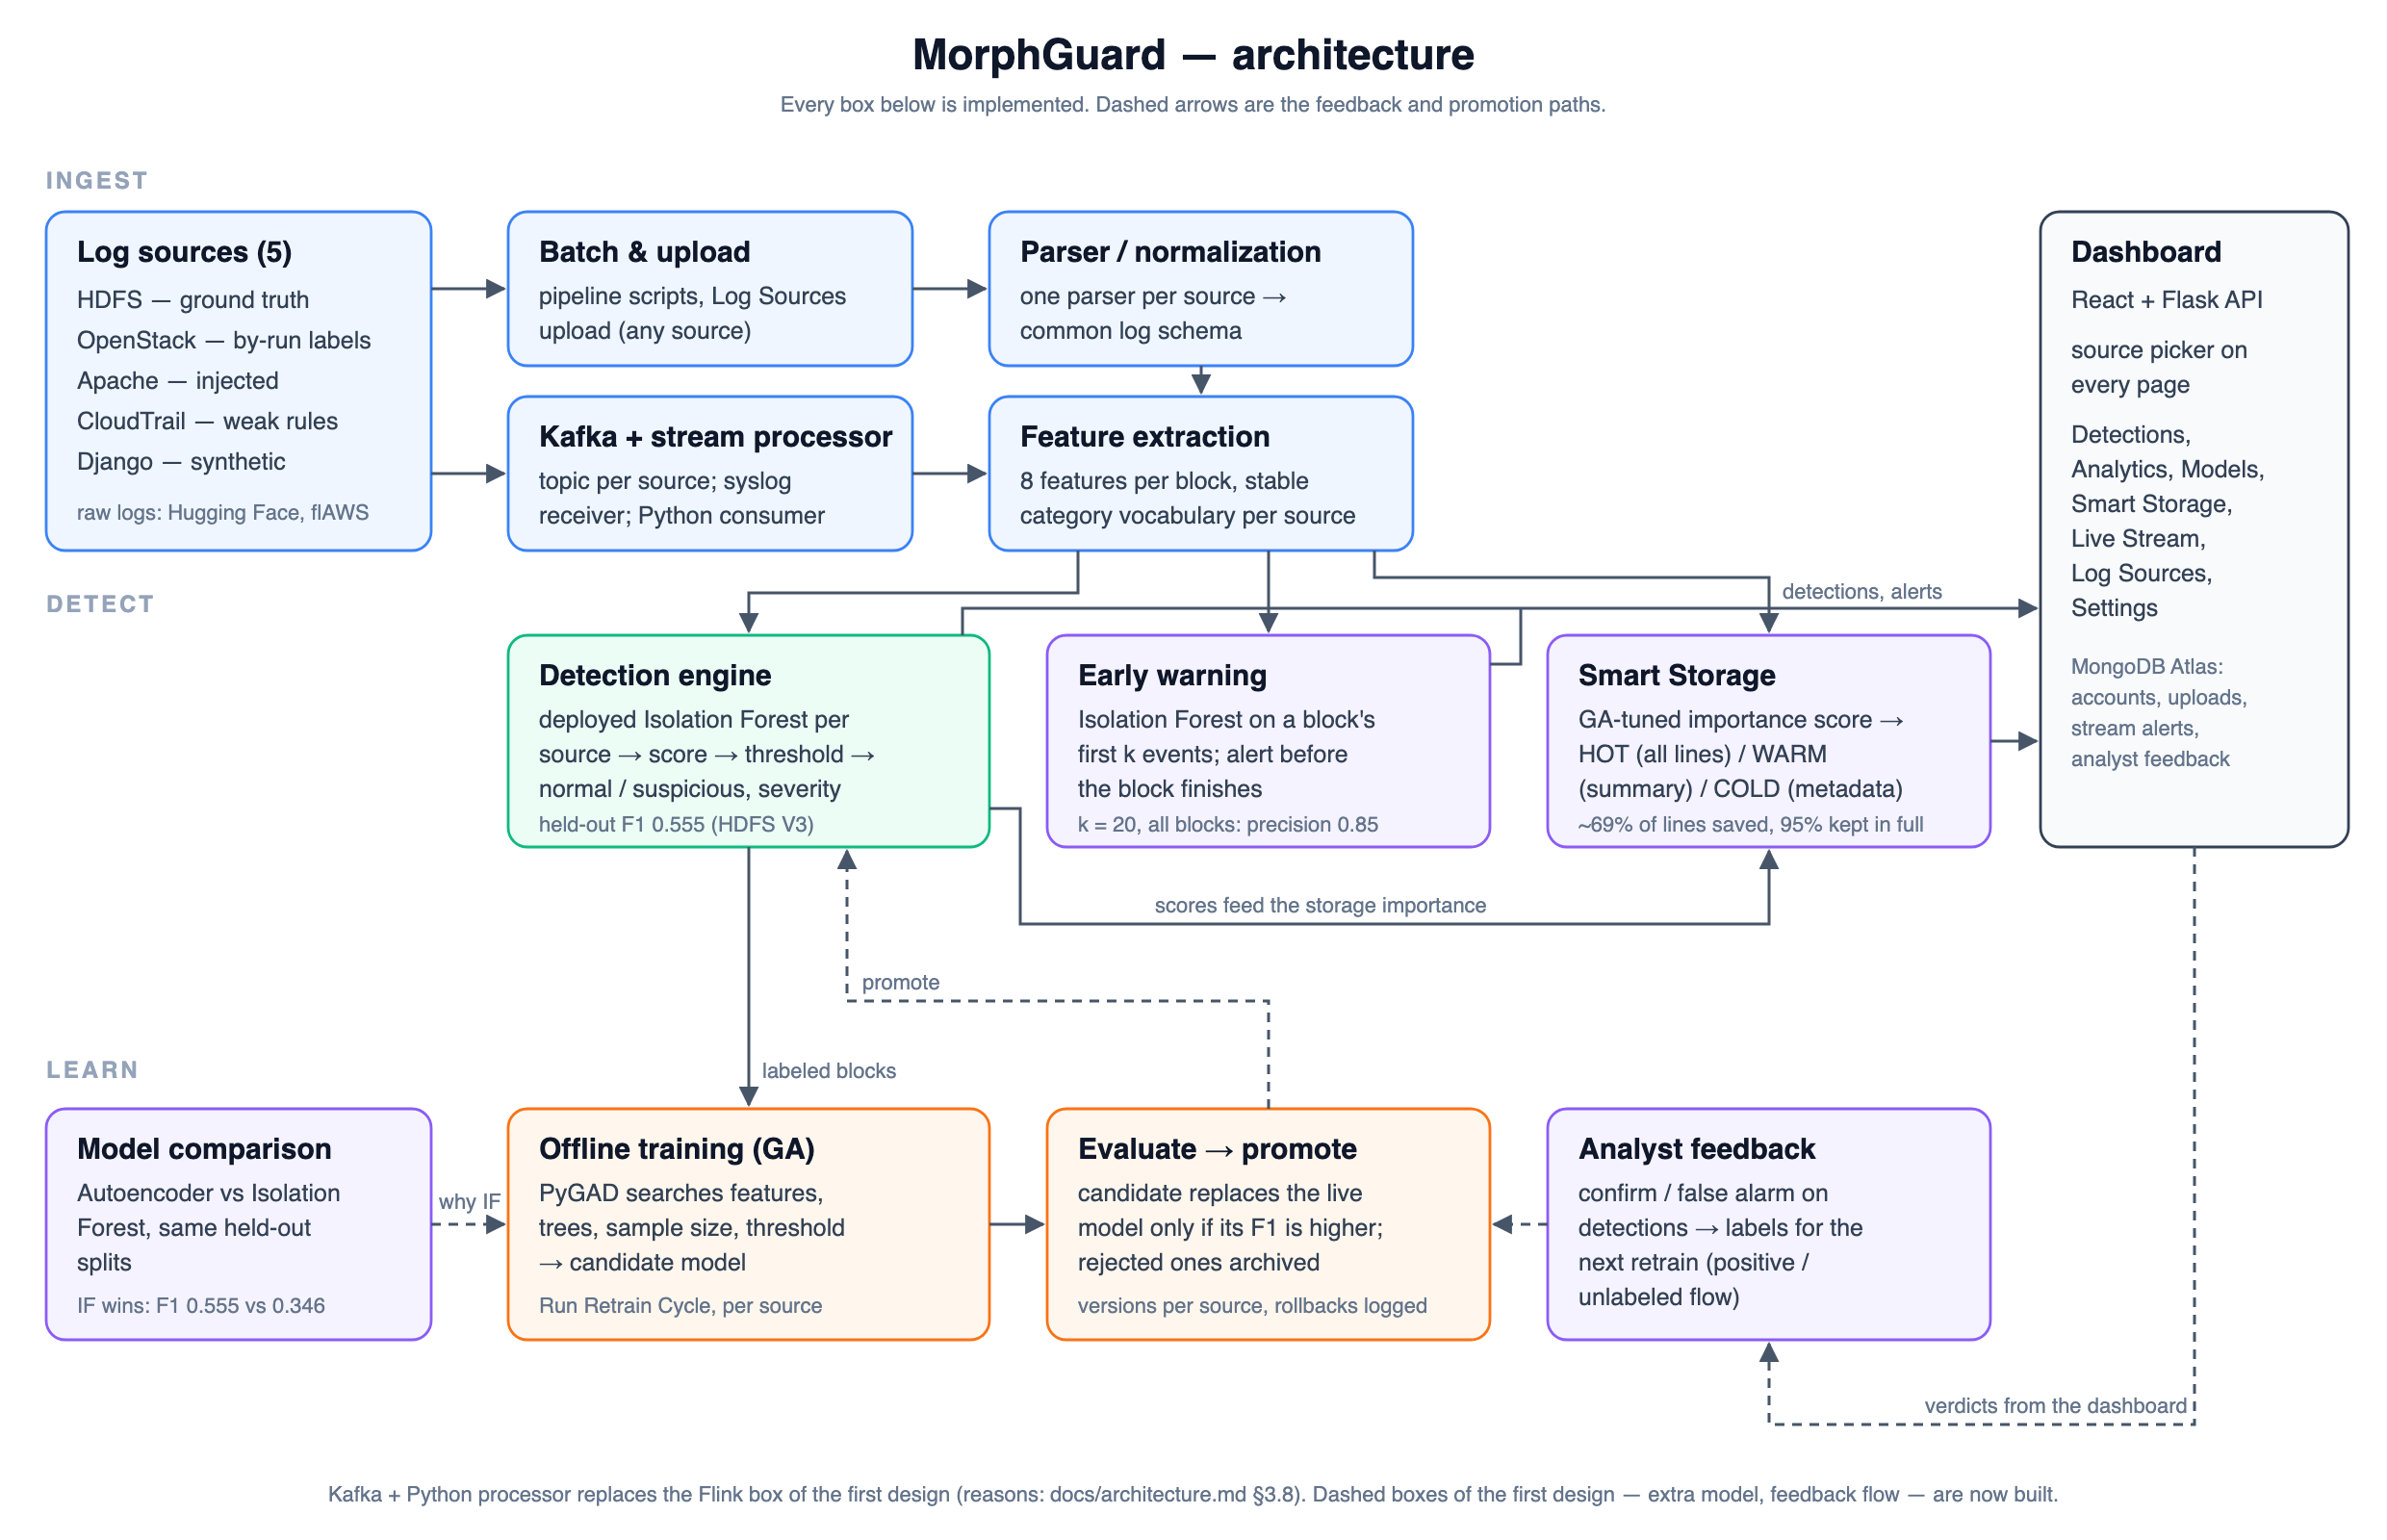 MorphGuard — architecture
Every box below is implemented. Dashed arrows are the feedback and promotion paths.
INGEST
Log sources (5)
HDFS — ground truth
OpenStack — by-run labels
Apache — injected
CloudTrail — weak rules
Django — synthetic
raw logs: Hugging Face, flAWS
Batch & upload
pipeline scripts, Log Sources
upload (any source)
Parser / normalization
one parser per source →
common log schema
Kafka + stream processor
topic per source; syslog
receiver; Python consumer
Feature extraction
8 features per block, stable
category vocabulary per source
Dashboard
React + Flask API
source picker on
every page
Detections,
Analytics, Models,
Smart Storage,
Live Stream,
Log Sources,
Settings
MongoDB Atlas:
accounts, uploads,
stream alerts,
analyst feedback
DETECT
detections, alerts
Detection engine
deployed Isolation Forest per
source → score → threshold →
normal / suspicious, severity
held-out F1 0.555 (HDFS V3)
Early warning
Isolation Forest on a block's
first k events; alert before
the block finishes
k = 20, all blocks: precision 0.85
Smart Storage
GA-tuned importance score →
HOT (all lines) / WARM
(summary) / COLD (metadata)
~69% of lines saved, 95% kept in full
scores feed the storage importance
promote
labeled blocks
LEARN
Model comparison
Autoencoder vs Isolation
Forest, same held-out
splits
IF wins: F1 0.555 vs 0.346
why IF
Offline training (GA)
PyGAD searches features,
trees, sample size, threshold
→ candidate model
Run Retrain Cycle, per source
Evaluate → promote
candidate replaces the live
model only if its F1 is higher;
rejected ones archived
versions per source, rollbacks logged
Analyst feedback
confirm / false alarm on
detections → labels for the
next retrain (positive /
unlabeled flow)
verdicts from the dashboard
Kafka + Python processor replaces the Flink box of the first design (reasons: docs/architecture.md §3.8). Dashed boxes of the first design — extra model, feedback flow — are now built.